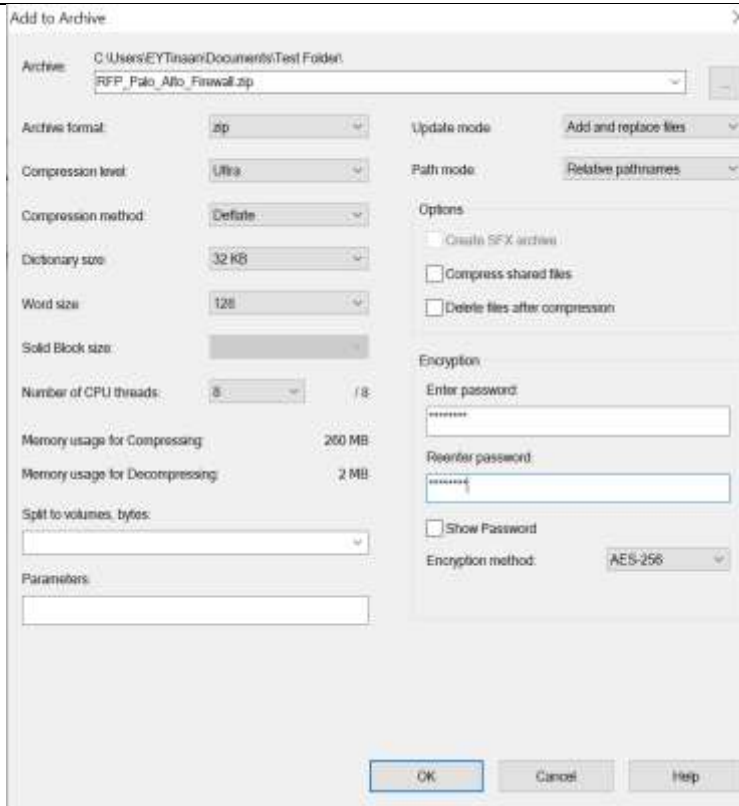 Add to Archive
Archive: C:\Users\EYTinaan\Documents\Test Folder\
RFP_Palo_Alto_Firewall.zip
...
Archive format: zip
Compression level: Ultra
Compression method: Deflate
Dictionary size: 32 KB
Word size: 128
Solid Block size:
Number of CPU threads: 8 / 8
Memory usage for Compressing: 260 MB
Memory usage for Decompressing: 2 MB
Split to volumes, bytes:
Parameters:
Update mode: Add and replace files
Path mode: Relative pathnames
Options
Create SFX archive
Compress shared files
Delete files after compression
Encryption
Enter password:
********
Reenter password:
********
Show Password
Encryption method: AES-256
OK
Cancel
Help